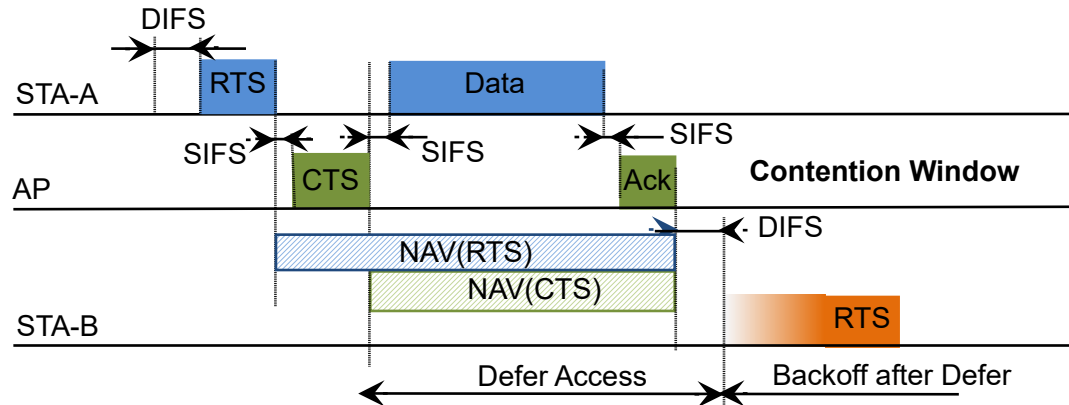 DIFS
STA-A
RTS
Data
SIFS
SIFS
SIFS
AP
CTS
Ack
Contention Window
DIFS
NAV(RTS)
NAV(CTS)
STA-B
RTS
Defer Access
Backoff after Defer